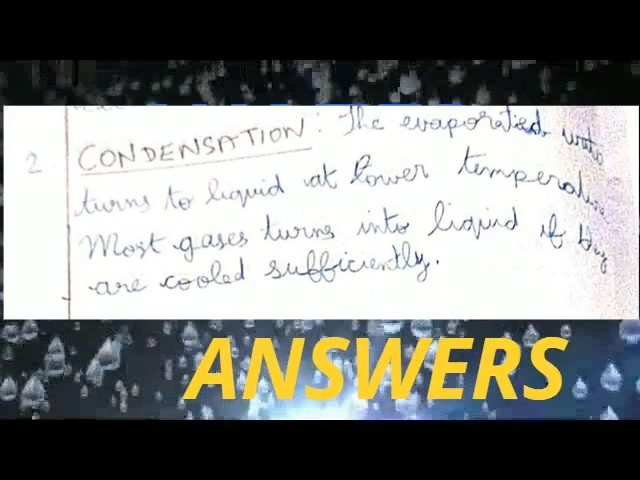 2 CONDENSATION: The evaporated water
turns to liquid at lower temperature.
Most gases turns into liquid if they
are cooled sufficiently.
ANSWERS